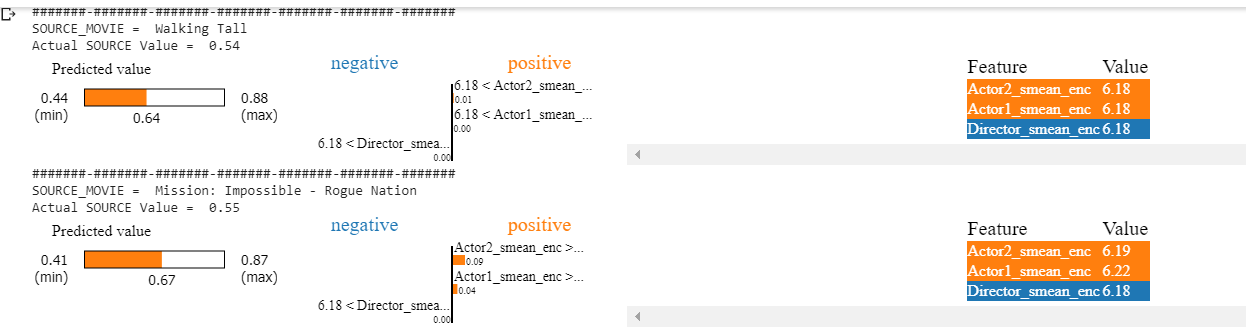 #######-#######-#######-#######-#######-#######-#######
SOURCE_MOVIE =  Walking Tall
Actual SOURCE Value =  0.54
Predicted value
0.44
(min)
0.64
0.88
(max)
negative
positive
6.18 < Actor2_smean_...
0.01
6.18 < Actor1_smean_...
0.00
6.18 < Director_smea...
0.00
Feature Value
Actor2_smean_enc 6.18
Actor1_smean_enc 6.18
Director_smean_enc 6.18
#######-#######-#######-#######-#######-#######-#######
SOURCE_MOVIE =  Mission: Impossible - Rogue Nation
Actual SOURCE Value =  0.55
Predicted value
0.41
(min)
0.67
0.87
(max)
negative
positive
Actor2_smean_enc >...
0.09
Actor1_smean_enc >...
0.04
6.18 < Director_smea...
0.00
Feature Value
Actor2_smean_enc 6.19
Actor1_smean_enc 6.22
Director_smean_enc 6.18